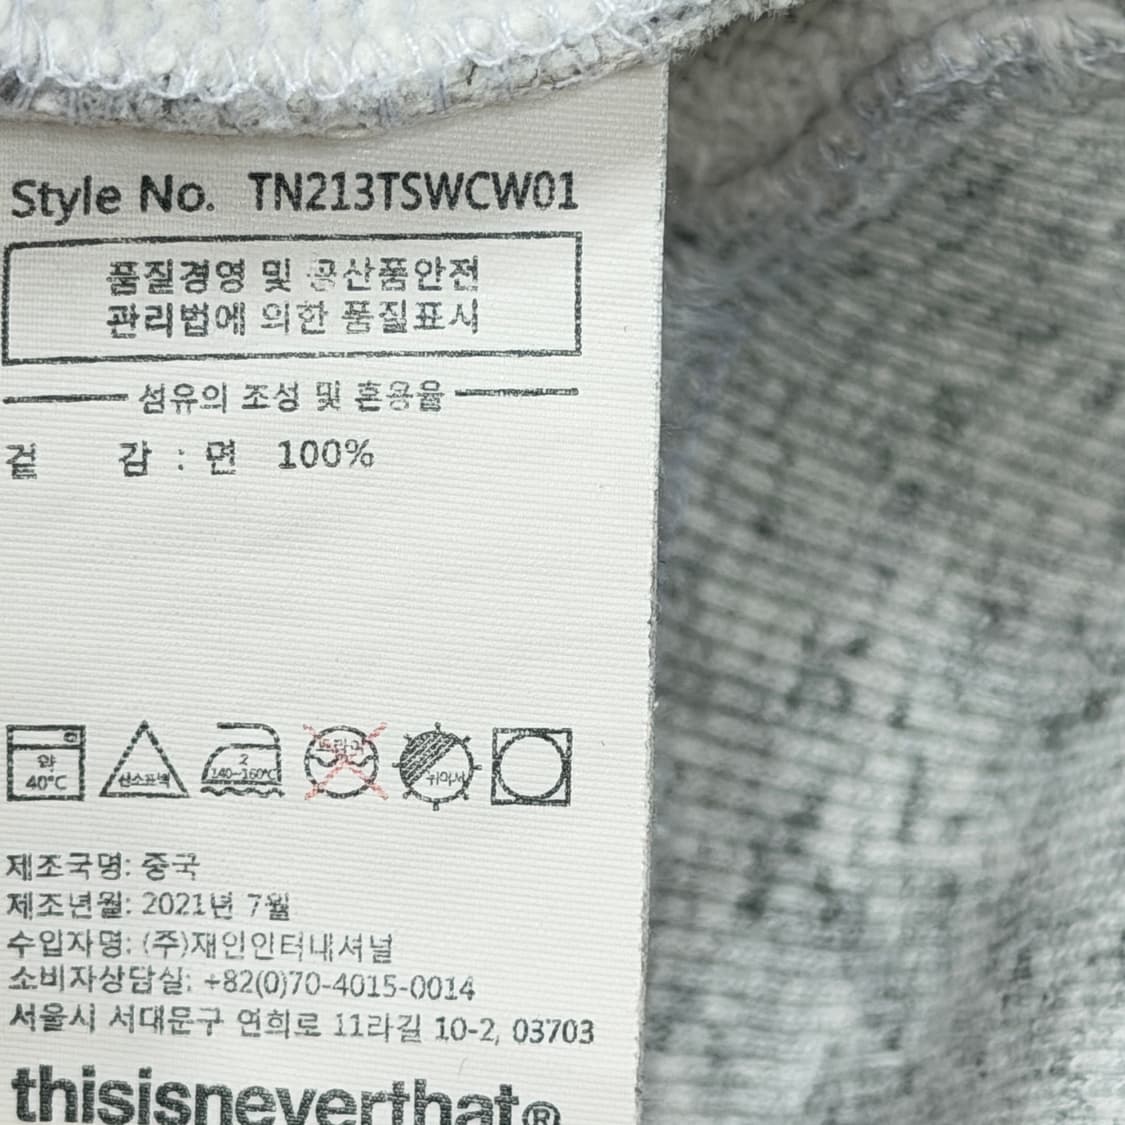 Style No. TN213TSWCW01
품질경영 및 공산품안전
관리법에 의한 품질표시
섬유의 조성 및 혼용율
겉 감 : 면 100%
약 40°C 산소표백 2 140~160°C 드라이 뉘어서
제조국명: 중국
제조년월: 2021년 7월
수입자명: (주)재인인터내셔널
소비자상담실: +82(0)70-4015-0014
서울시 서대문구 연희로 11라길 10-2, 03703
thisisneverthat®